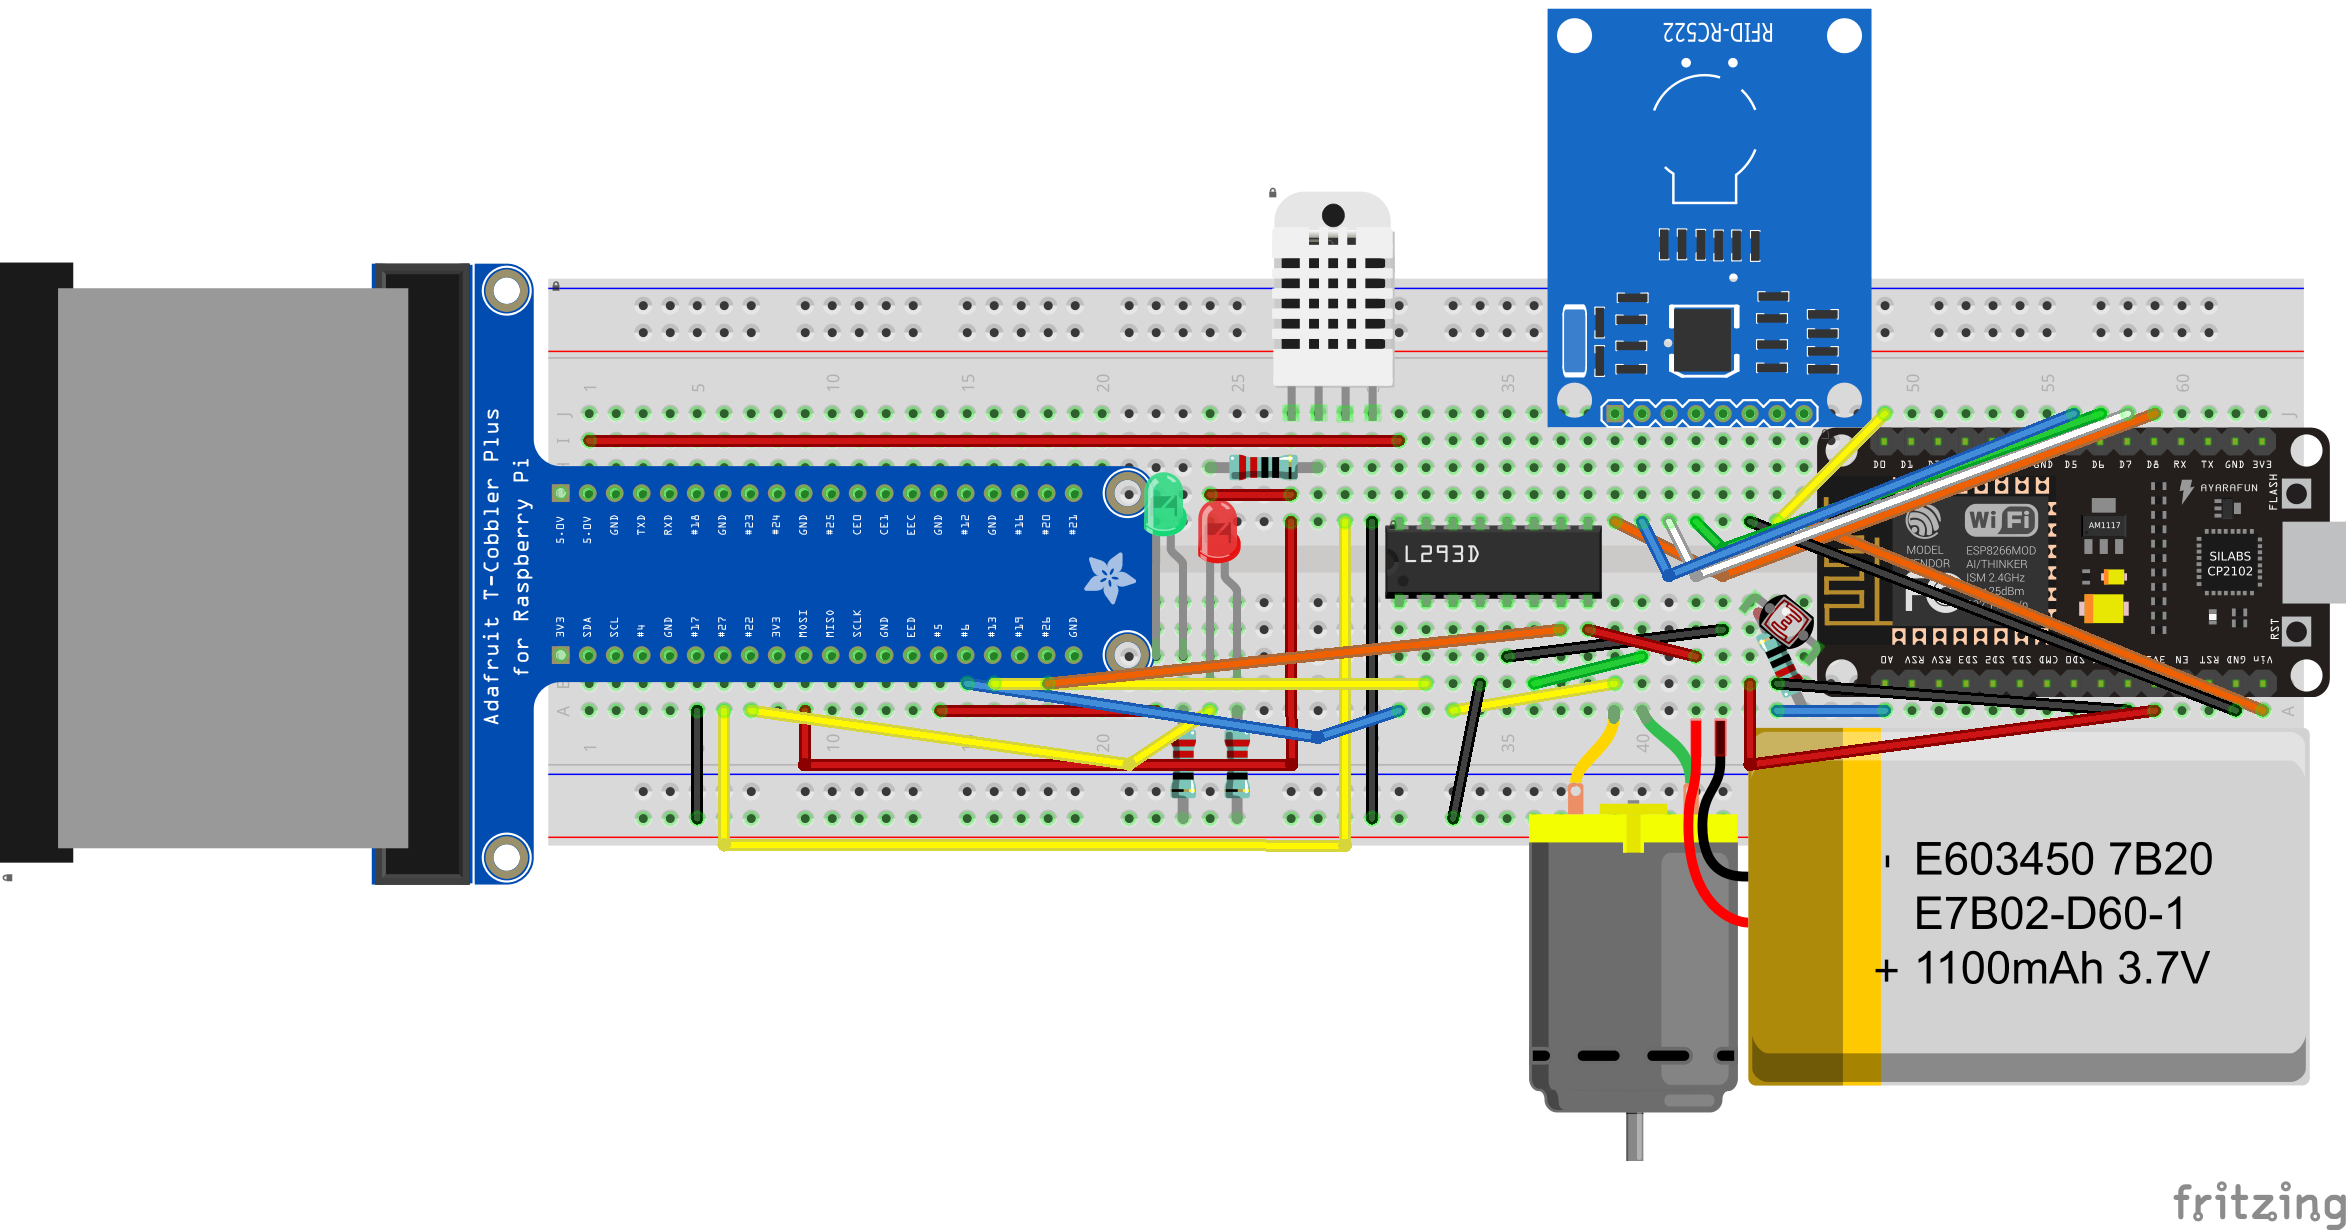 RFID-RC522
Adafruit T-Cobbler Plus
for Raspberry Pi
1
5
10
15
20
25
35
50
55
60
J
I
J
5.0V 5.0V GND TXD RXD #18 GND #23 #24 GND #25 CE0 CE1 GND #12 GND #16 #20 #21
3V3 SDA SCL #4 GND #17 #27 #22 3V3 MOSI MISO SCLK GND EED #5 #6 #13 #19 #26 GND
L293D
D0 D1 GND D5 D6 D7 D8 RX TX GND 3V3
FLASH
AYARAFUN
WiFi
AM1117
MODEL
ESP8266MOD
AI/THINKER
ISM 2.4GHz
SILABS
CP2102
RST
A0 RSV RSV SD3 SD2 SD1 CMD SD0 EN RST GND Vin
B
A
A
1
10
20
35
40
- E603450 7B20
E7B02-D60-1
+ 1100mAh 3.7V
fritzing